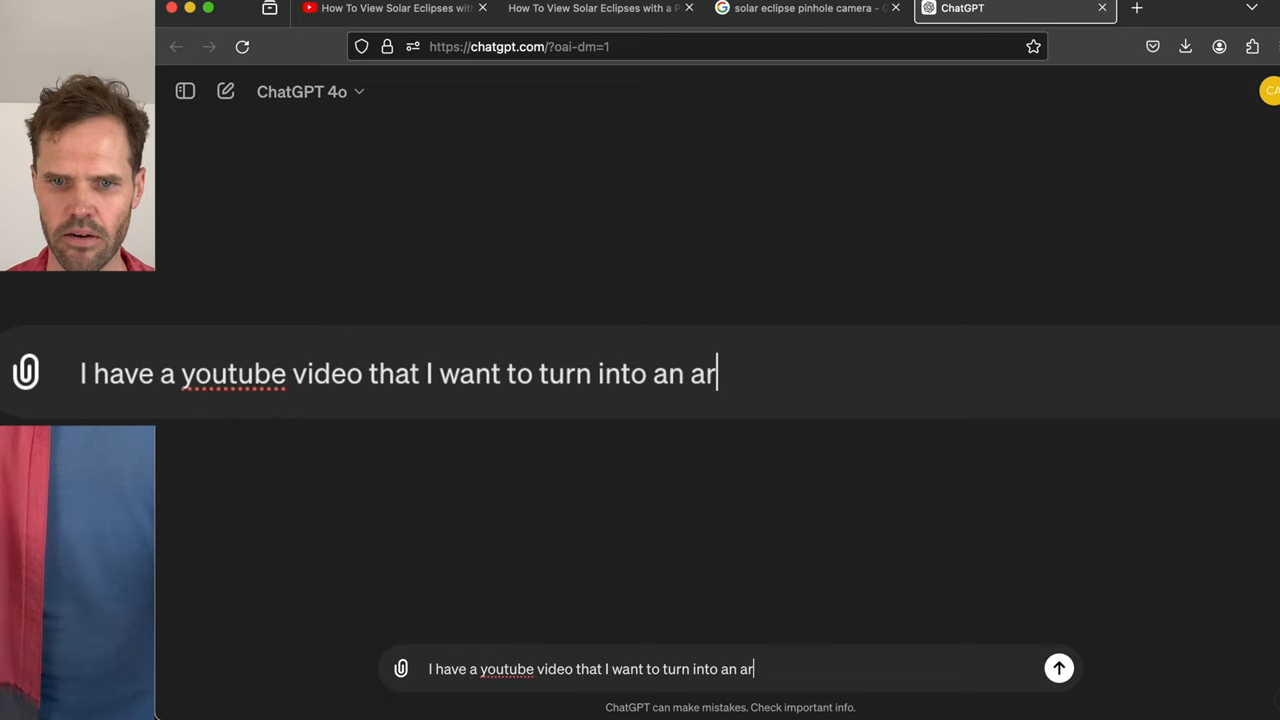 How To View Solar Eclipses wit
How To View Solar Eclipses with a P
solar eclipse pinhole camera - G
ChatGPT
https://chatgpt.com/?oai-dm=1
ChatGPT 4o
CA
I have a youtube video that I want to turn into an ar
I have a youtube video that I want to turn into an ar
ChatGPT can make mistakes. Check important info.